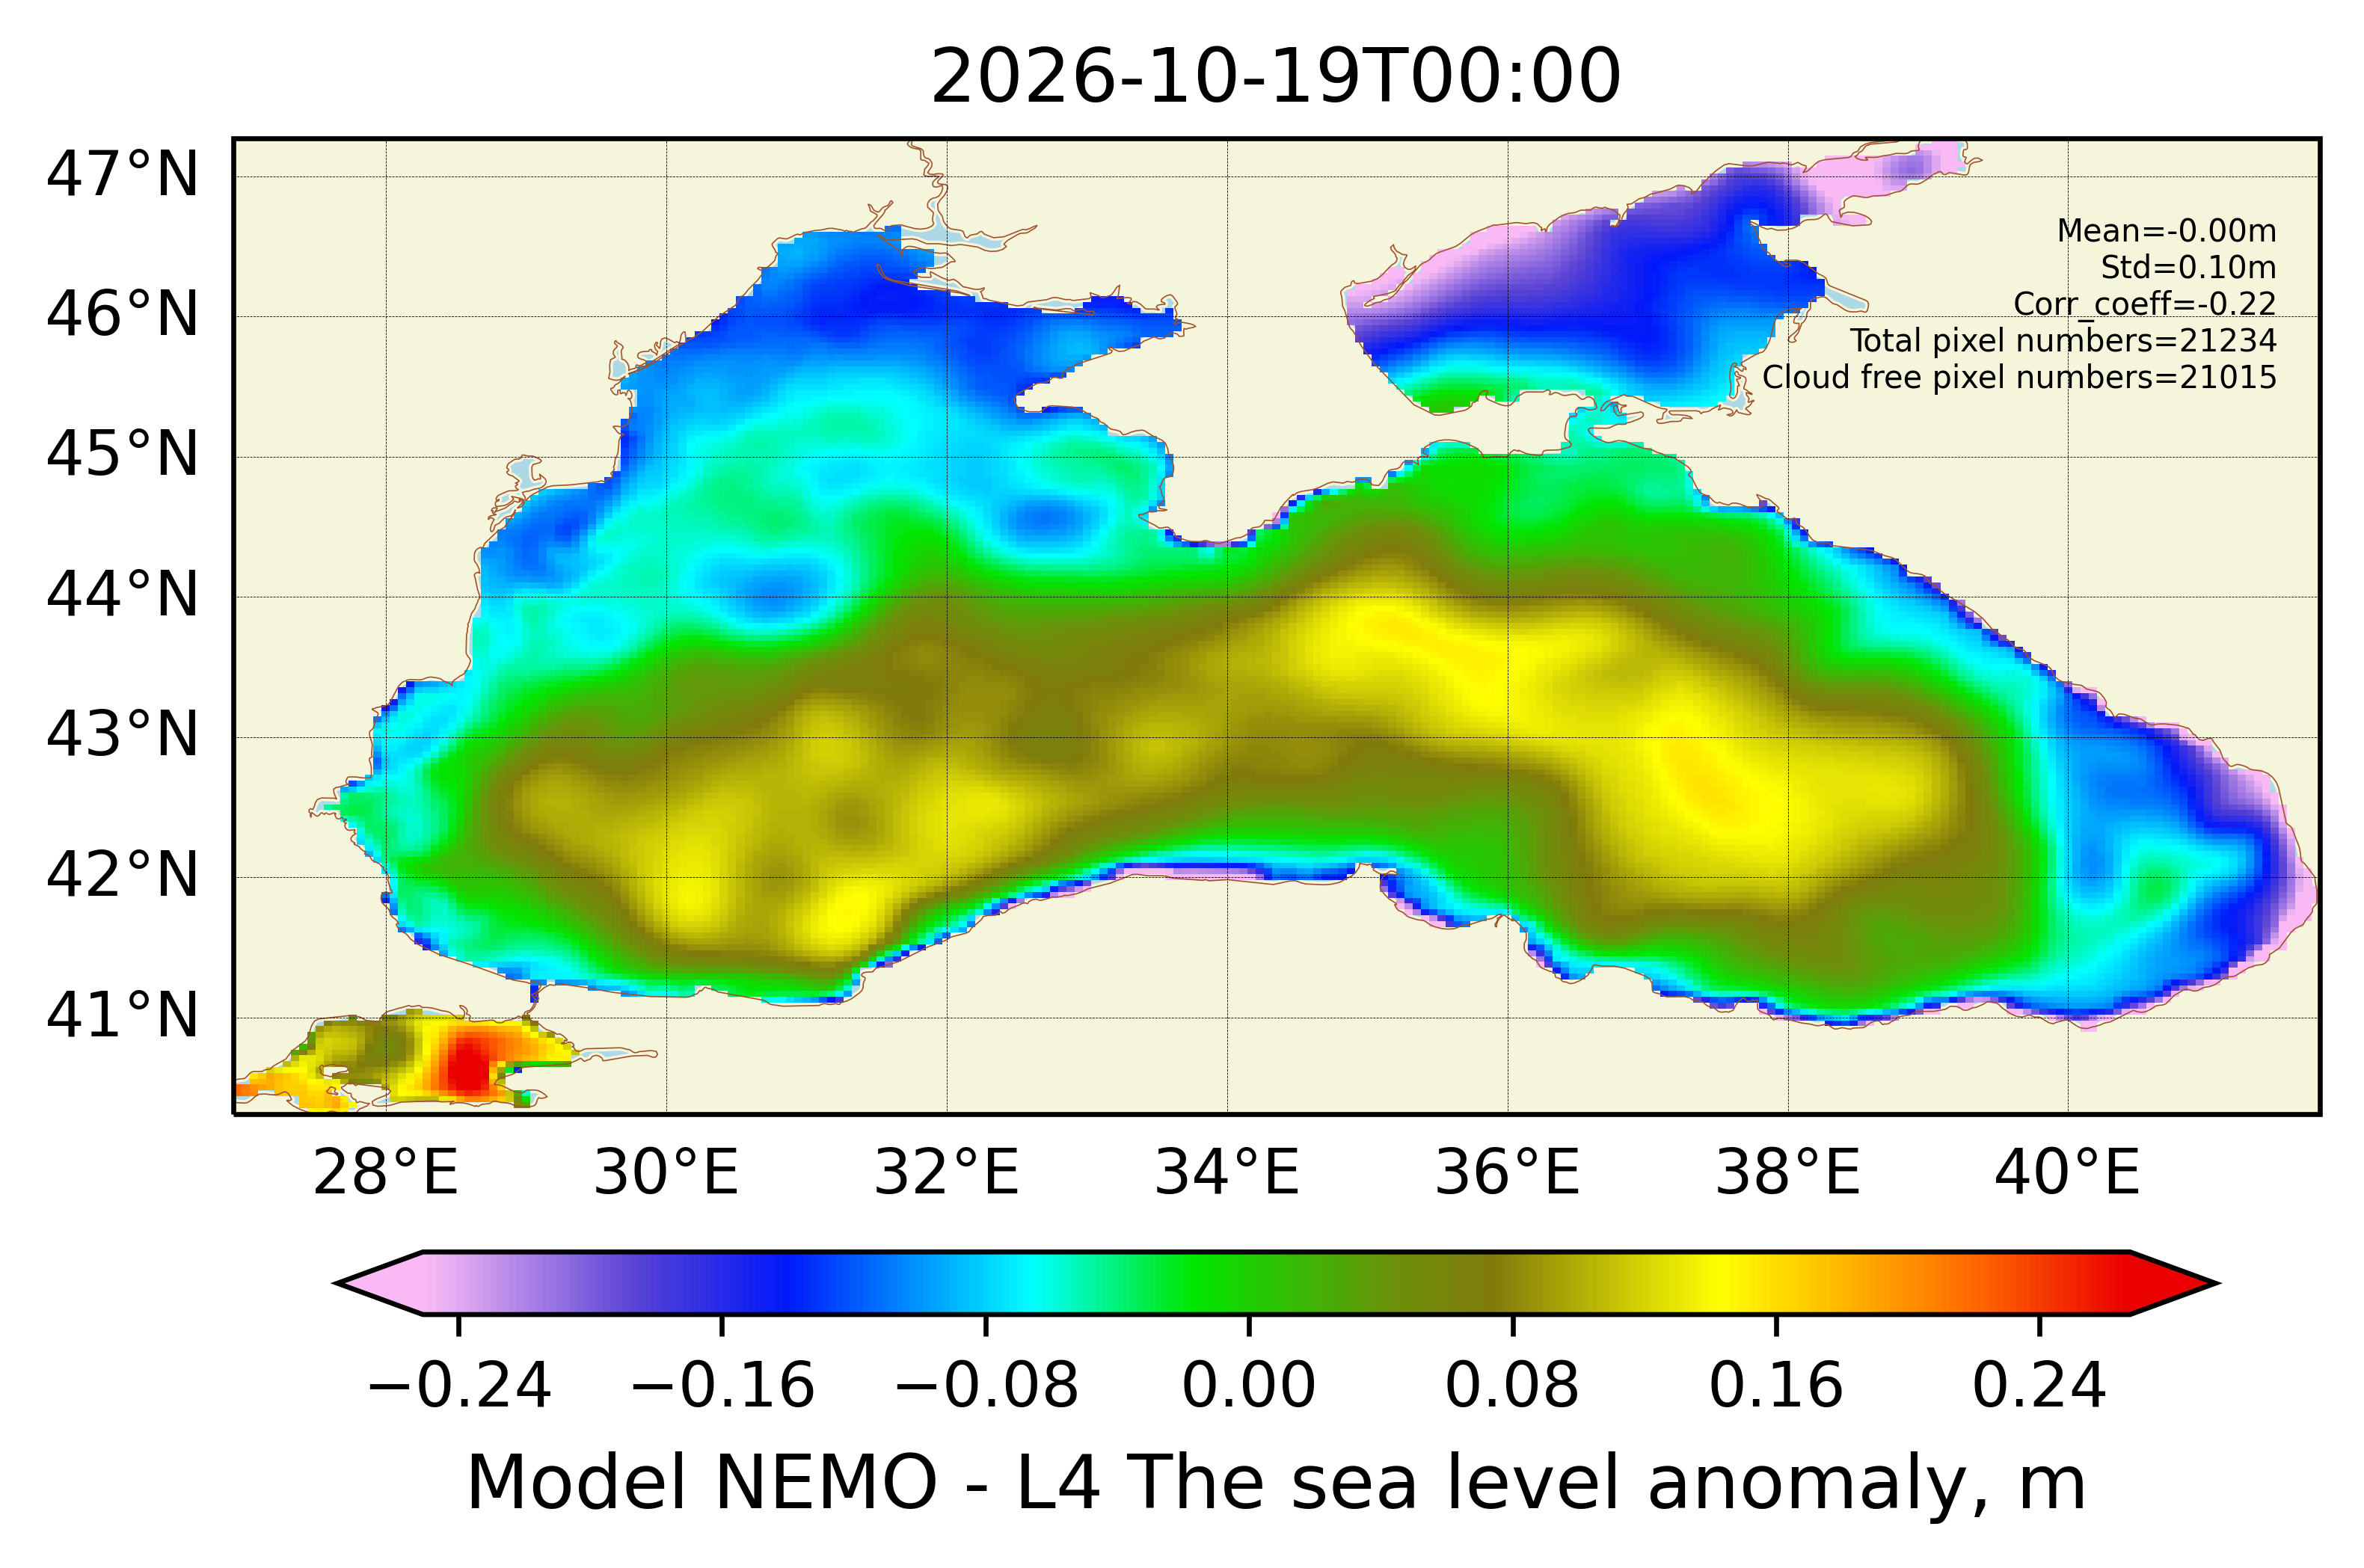 2026-10-19T00:00
47°N
46°N
45°N
44°N
43°N
42°N
41°N
Mean=-0.00m
Std=0.10m
Corr_coeff=-0.22
Total pixel numbers=21234
Cloud free pixel numbers=21015
28°E 30°E 32°E 34°E 36°E 38°E 40°E
−0.24 −0.16 −0.08 0.00 0.08 0.16 0.24
Model NEMO - L4 The sea level anomaly, m